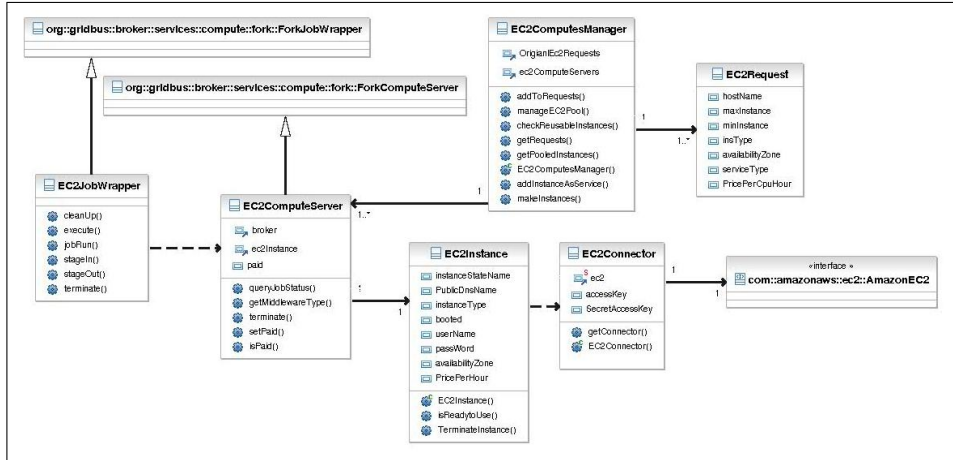 org::gridbus::broker::services::compute::fork::ForkJobWrapper
org::gridbus::broker::services::compute::fork::ForkComputeServer
EC2ComputesManager
OrigianlEc2Requests
ec2ComputeServers
addToRequests()
manageEC2Pool()
checkReusableInstances()
getRequests()
getPooledInstances()
EC2ComputesManager()
addInstanceAsService()
makeInstances()
1
1..*
EC2Request
hostName
maxInstance
minInstance
insType
availabilityZone
serviceType
PricePerCpuHour
EC2JobWrapper
cleanUp()
execute()
jobRun()
stageIn()
stageOut()
terminate()
1
1..*
EC2ComputeServer
broker
ec2Instance
paid
queryJobStatus()
getMiddlewareType()
terminate()
setPaid()
isPaid()
1
1
EC2Instance
instanceStateName
PublicDnsName
instanceType
booted
userName
passWord
availabilityZone
PricePerHour
EC2Instance()
isReadytoUse()
TerminateInstance()
EC2Connector
ec2
accessKey
SecretAccessKey
getConnector()
EC2Connector()
1
1
«interface »
com::amazonaws::ec2::AmazonEC2